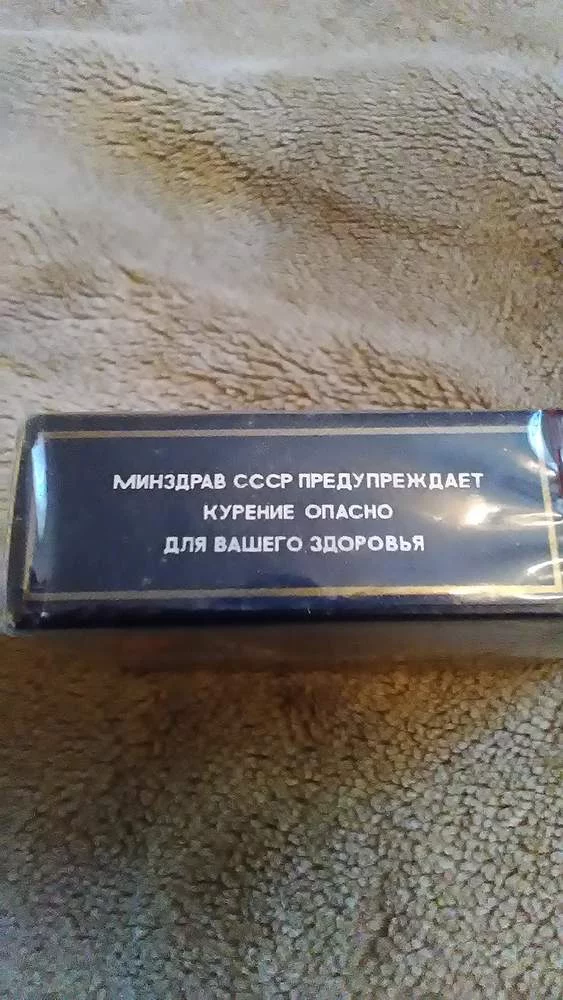 МИНЗДРАВ СССР ПРЕДУПРЕЖДАЕТ
КУРЕНИЕ ОПАСНО
ДЛЯ ВАШЕГО ЗДОРОВЬЯ